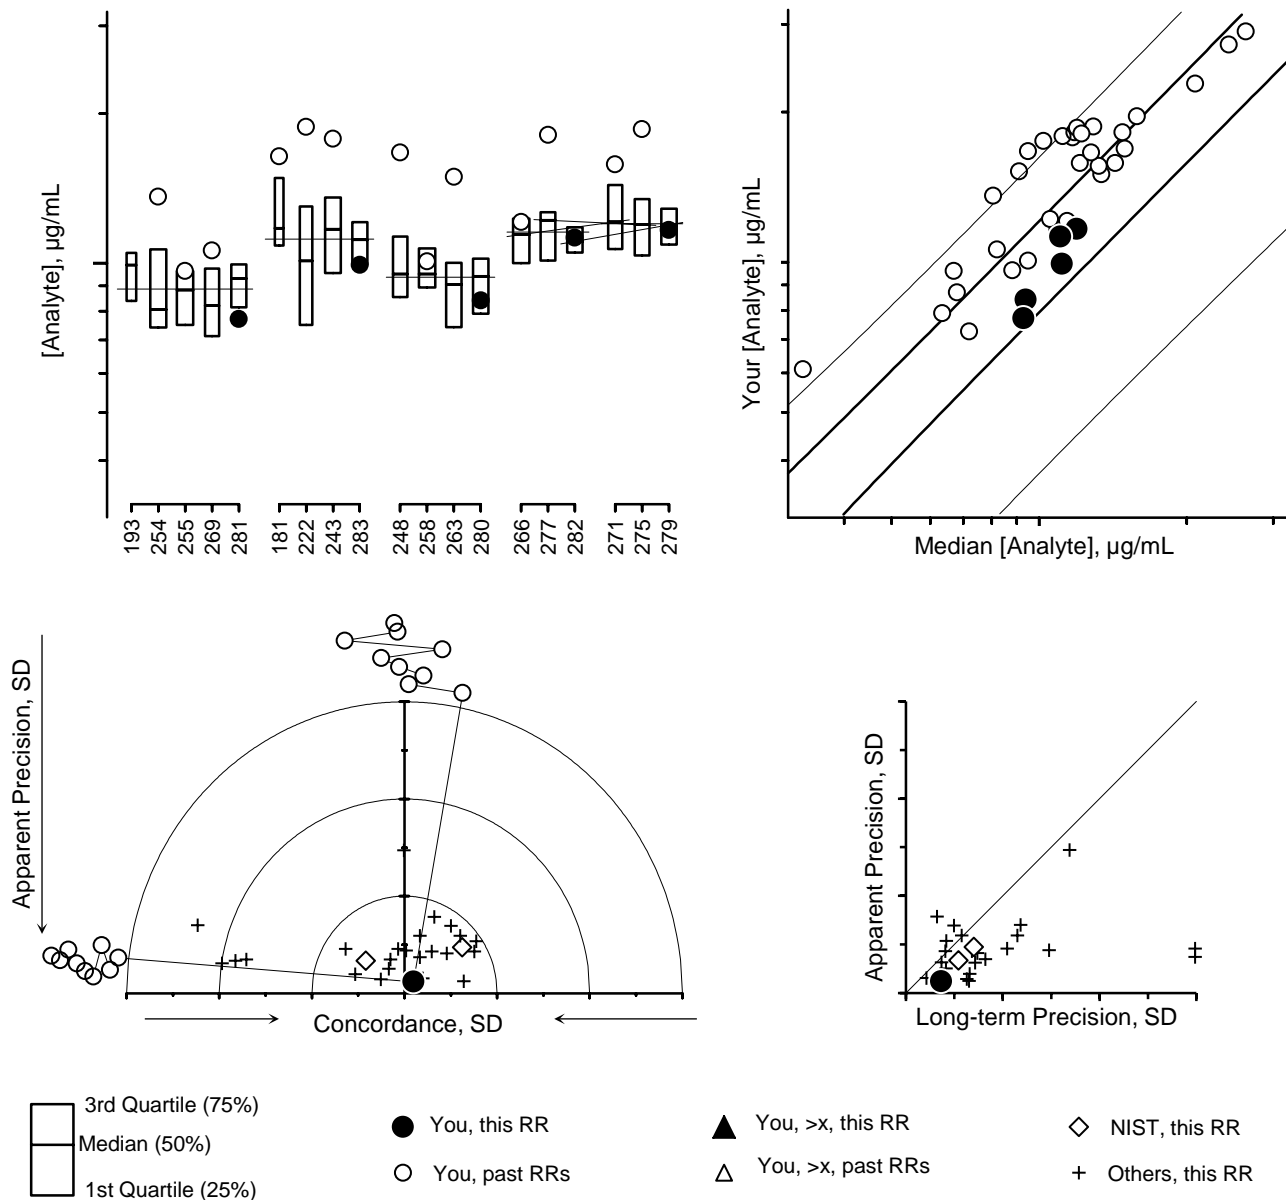 [Analyte], µg/mL
193
254
255
269
281
181
222
243
283
248
258
263
280
266
277
282
271
275
279
Your [Analyte], µg/mL
Median [Analyte], µg/mL
Apparent Precision, SD
Concordance, SD
Apparent Precision, SD
Long-term Precision, SD
3rd Quartile (75%)
Median (50%)
1st Quartile (25%)
You, this RR
You, past RRs
You, >x, this RR
You, >x, past RRs
NIST, this RR
Others, this RR